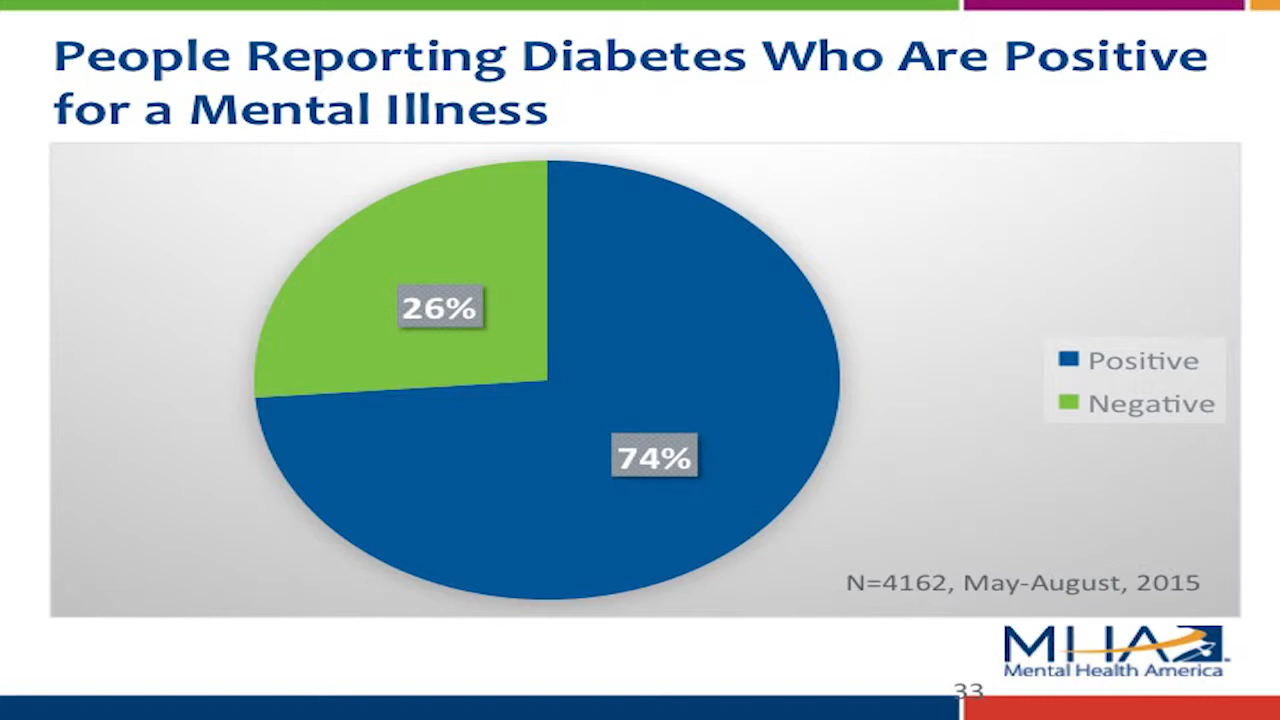 People Reporting Diabetes Who Are Positive
for a Mental Illness
26%
74%
Positive
Negative
N=4162, May-August, 2015
MHA
Mental Health America
33